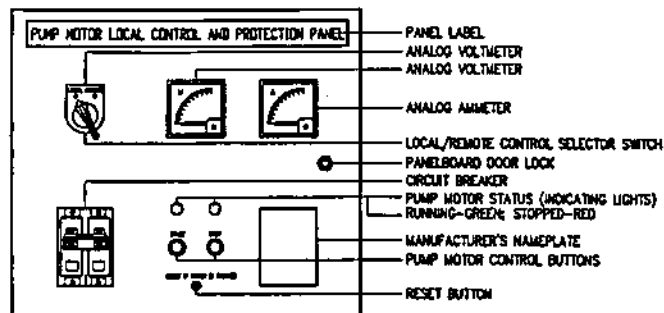 PUMP MOTOR LOCAL CONTROL AND PROTECTION PANEL
PANEL LABEL
ANALOG VOLTMETER
ANALOG VOLTMETER
ANALOG AMMETER
LOCAL/REMOTE CONTROL SELECTOR SWITCH
PANELBOARD DOOR LOCK
CIRCUIT BREAKER
PUMP MOTOR STATUS (INDICATING LIGHTS)
RUNNING-GREEN; STOPPED-RED
MANUFACTURER'S NAMEPLATE
PUMP MOTOR CONTROL BUTTONS
RESET BUTTON
V
A